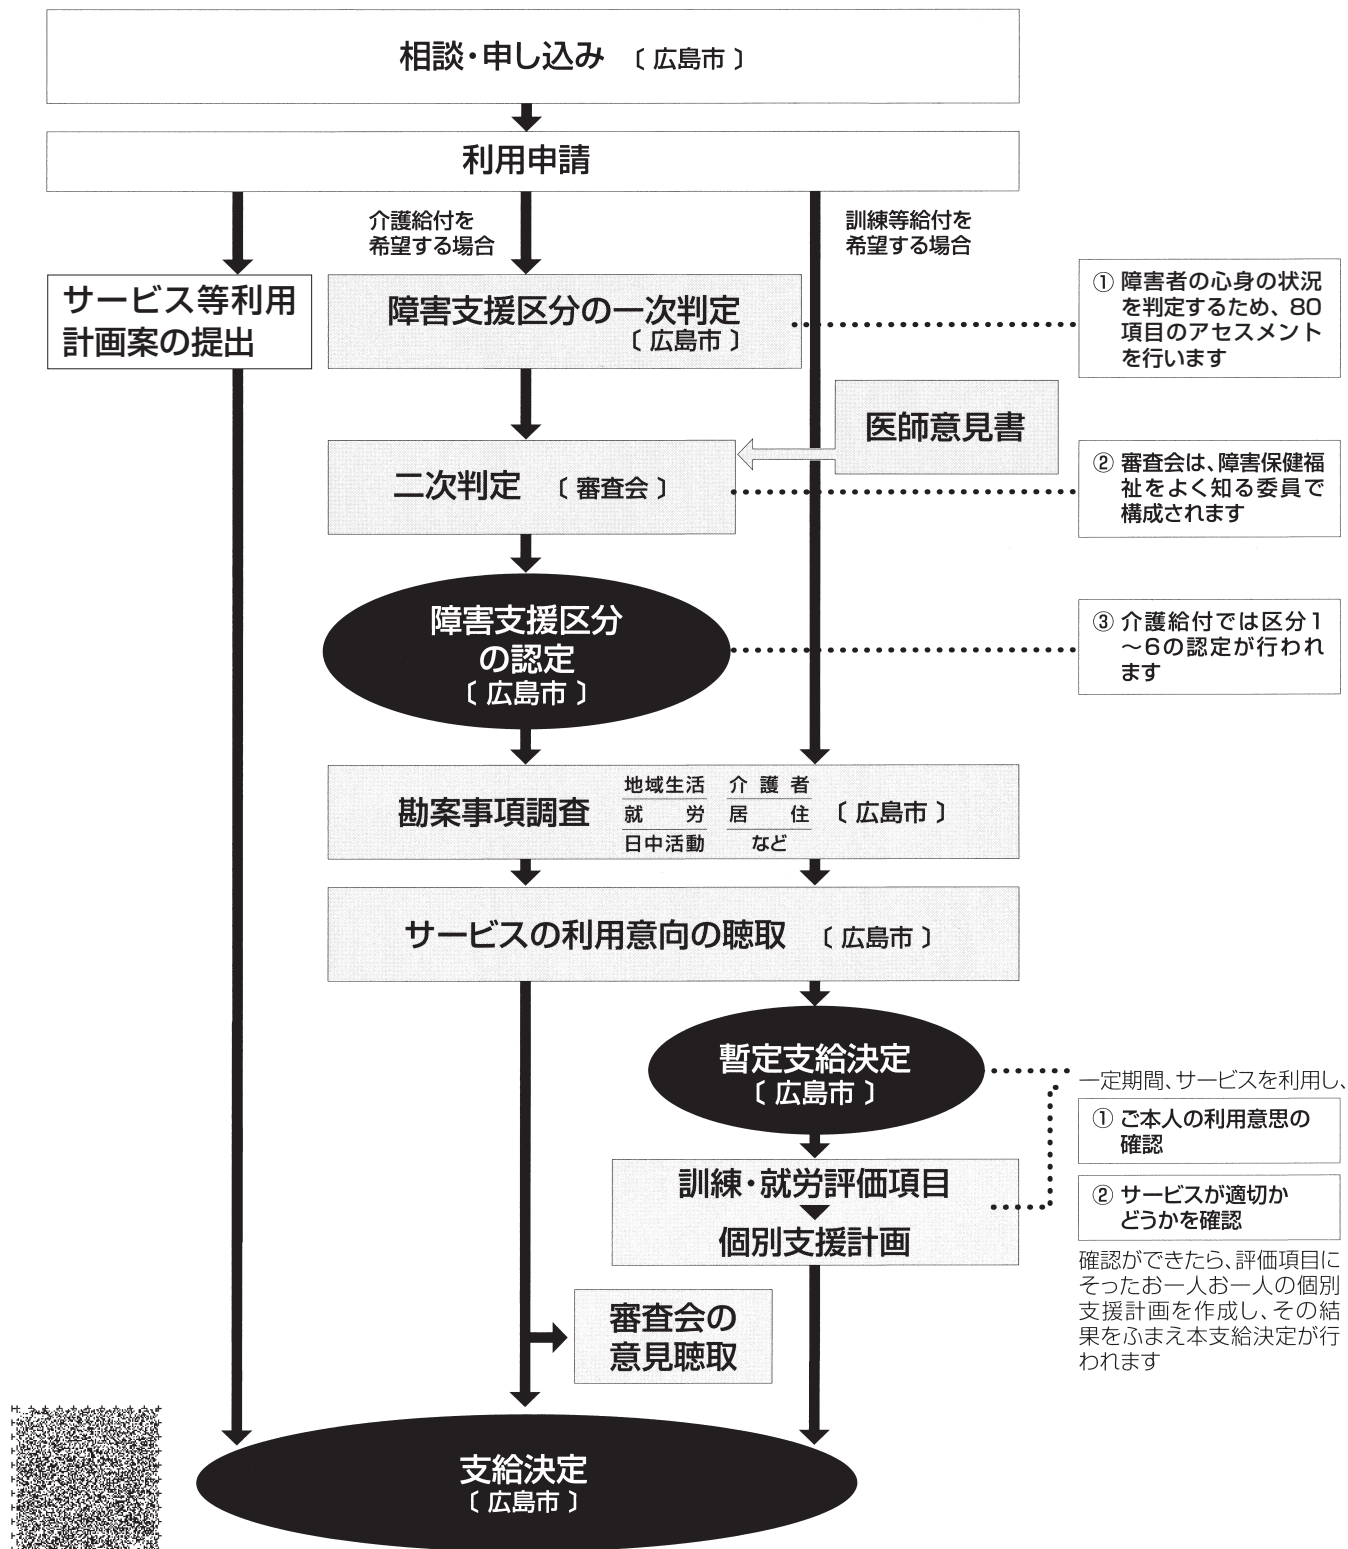 相談・申し込み 〔 広島市 〕
利用申請
介護給付を
希望する場合
訓練等給付を
希望する場合
サービス等利用
計画案の提出
障害支援区分の一次判定
〔 広島市 〕
① 障害者の心身の状況
を判定するため、80
項目のアセスメント
を行います
医師意見書
二次判定 〔 審査会 〕
② 審査会は、障害保健福
祉をよく知る委員で
構成されます
障害支援区分
の認定
〔 広島市 〕
③ 介護給付では区分1
〜6の認定が行われ
ます
勘案事項調査
地域生活 介護者
就労 居住
日中活動 など
〔 広島市 〕
サービスの利用意向の聴取 〔 広島市 〕
暫定支給決定
〔 広島市 〕
一定期間、サービスを利用し、
① ご本人の利用意思の
確認
② サービスが適切か
どうかを確認
確認ができたら、評価項目に
そったお一人お一人の個別
支援計画を作成し、その結
果をふまえ本支給決定が行
われます
訓練・就労評価項目
個別支援計画
審査会の
意見聴取
支給決定
〔 広島市 〕